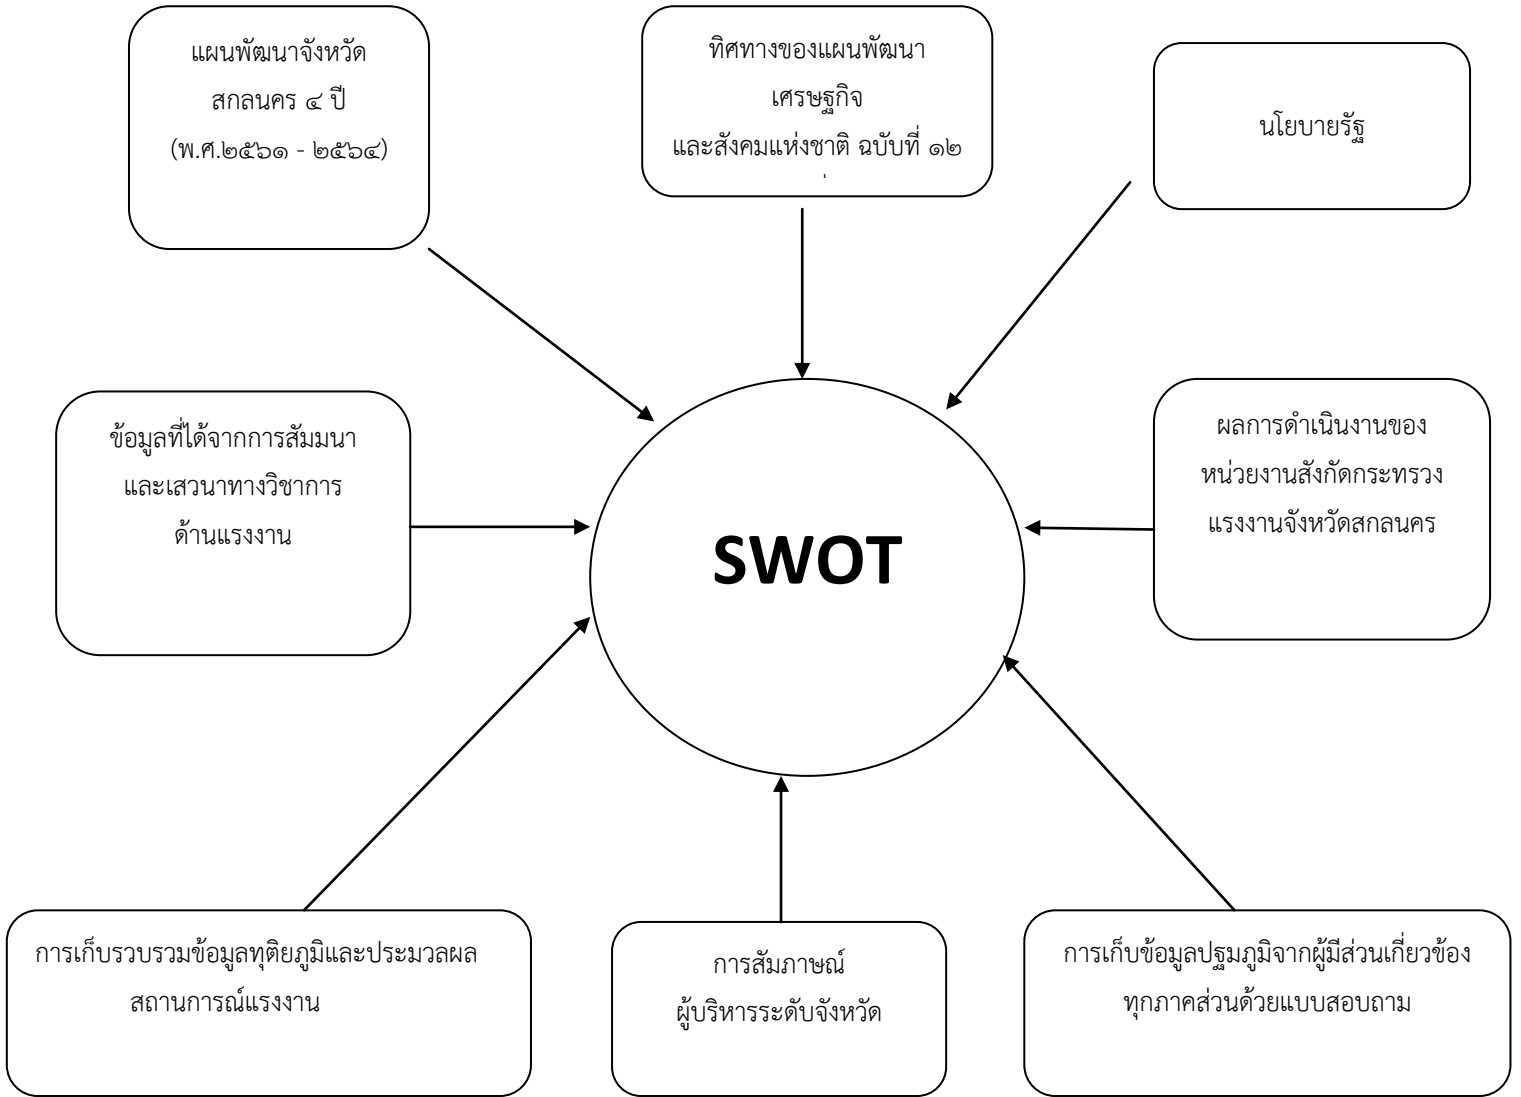 แผนพัฒนาจังหวัด
สกลนคร ๔ ปี
(พ.ศ.๒๕๖๑ - ๒๕๖๔)
ทิศทางของแผนพัฒนา
เศรษฐกิจ
และสังคมแห่งชาติ ฉบับที่ ๑๒
นโยบายรัฐ
ข้อมูลที่ได้จากการสัมมนา
และเสวนาทางวิชาการ
ด้านแรงงาน
SWOT
ผลการดำเนินงานของ
หน่วยงานสังกัดกระทรวง
แรงงานจังหวัดสกลนคร
การเก็บรวบรวมข้อมูลทุติยภูมิและประมวลผล
สถานการณ์แรงงาน
การสัมภาษณ์
ผู้บริหารระดับจังหวัด
การเก็บข้อมูลปฐมภูมิจากผู้มีส่วนเกี่ยวข้อง
ทุกภาคส่วนด้วยแบบสอบถาม